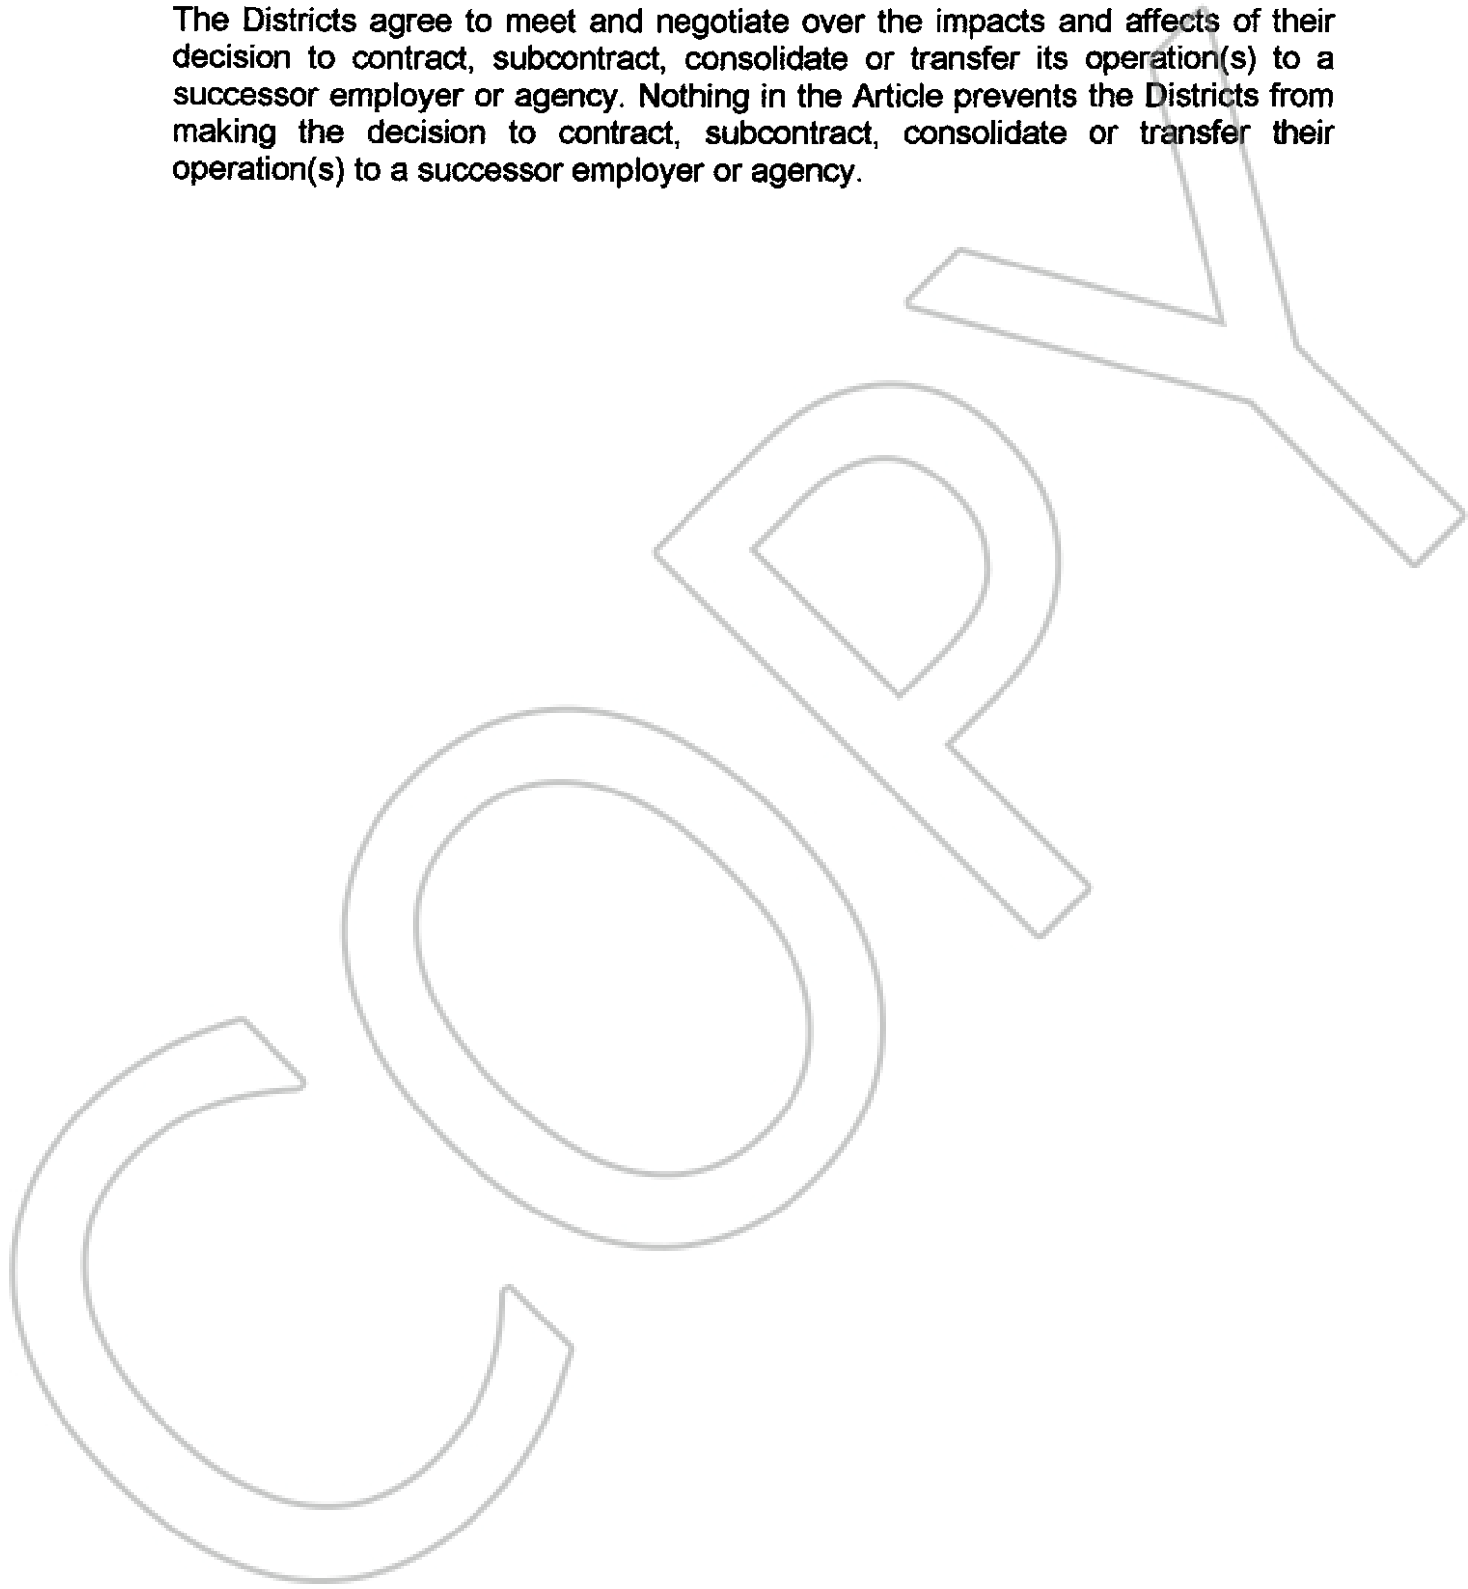 The Districts agree to meet and negotiate over the impacts and affects of their
decision to contract, subcontract, consolidate or transfer its operation(s) to a
successor employer or agency. Nothing in the Article prevents the Districts from
making the decision to contract, subcontract, consolidate or transfer their
operation(s) to a successor employer or agency.
COPY